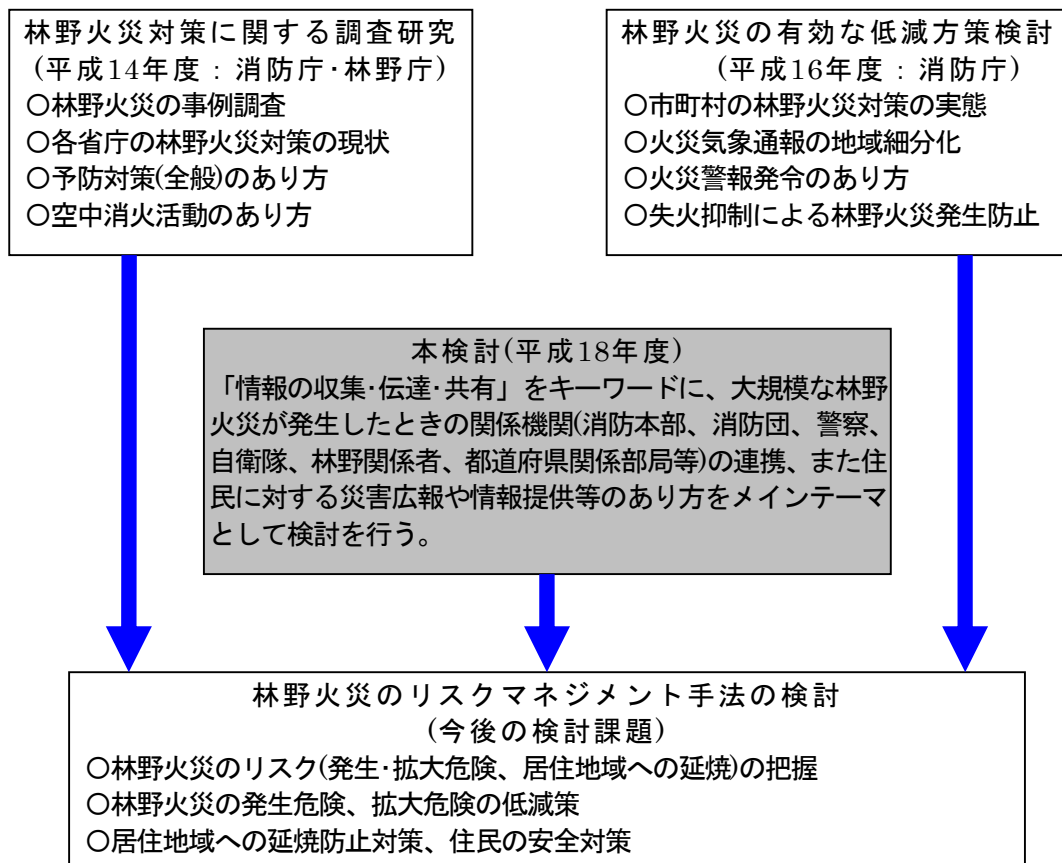 林野火災対策に関する調査研究
(平成14年度：消防庁・林野庁)
○林野火災の事例調査
○各省庁の林野火災対策の現状
○予防対策(全般)のあり方
○空中消火活動のあり方
林野火災の有効な低減方策検討
(平成16年度：消防庁)
○市町村の林野火災対策の実態
○火災気象通報の地域細分化
○火災警報発令のあり方
○失火抑制による林野火災発生防止
本検討(平成18年度)
「情報の収集・伝達・共有」をキーワードに、大規模な林野
火災が発生したときの関係機関(消防本部、消防団、警察、
自衛隊、林野関係者、都道府県関係部局等)の連携、また住
民に対する災害広報や情報提供等のあり方をメインテーマ
として検討を行う。
林野火災のリスクマネジメント手法の検討
(今後の検討課題)
○林野火災のリスク(発生・拡大危険、居住地域への延焼)の把握
○林野火災の発生危険、拡大危険の低減策
○居住地域への延焼防止対策、住民の安全対策